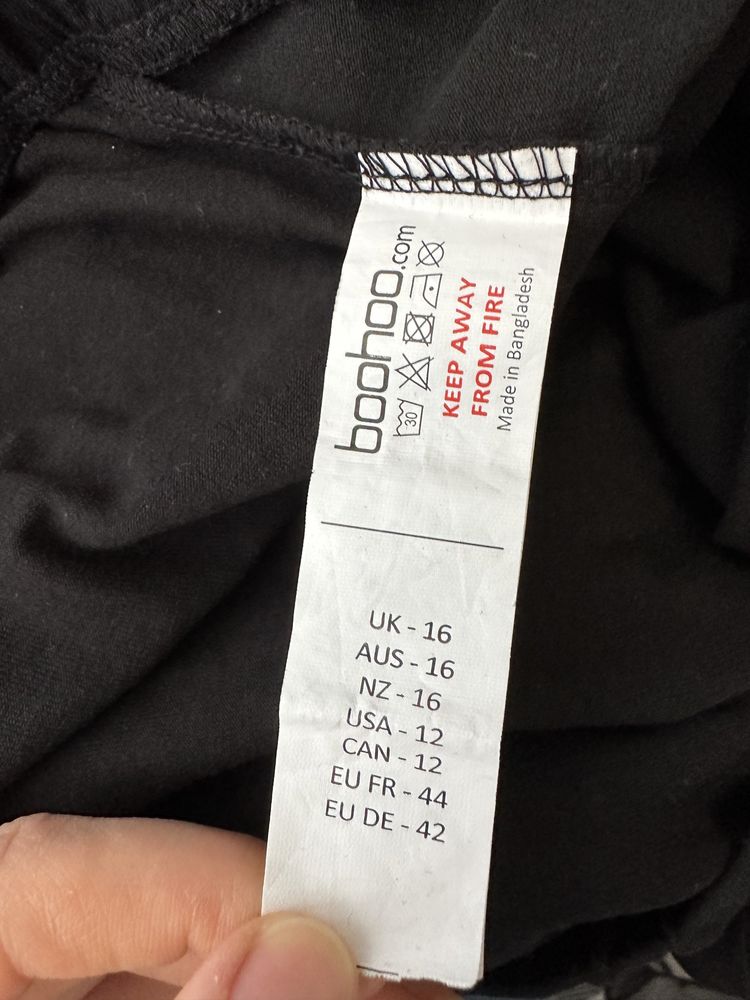 boohoo.com
30
KEEP AWAY
FROM FIRE
Made in Bangladesh
UK - 16
AUS - 16
NZ - 16
USA - 12
CAN - 12
EU FR - 44
EU DE - 42